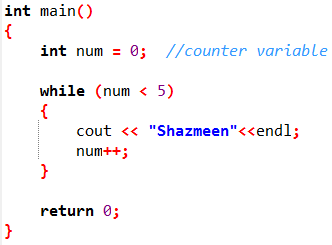 int main()
{
int num = 0;  //counter variable
while (num < 5)
{
cout << "Shazmeen"<<endl;
num++;
}
return 0;
}